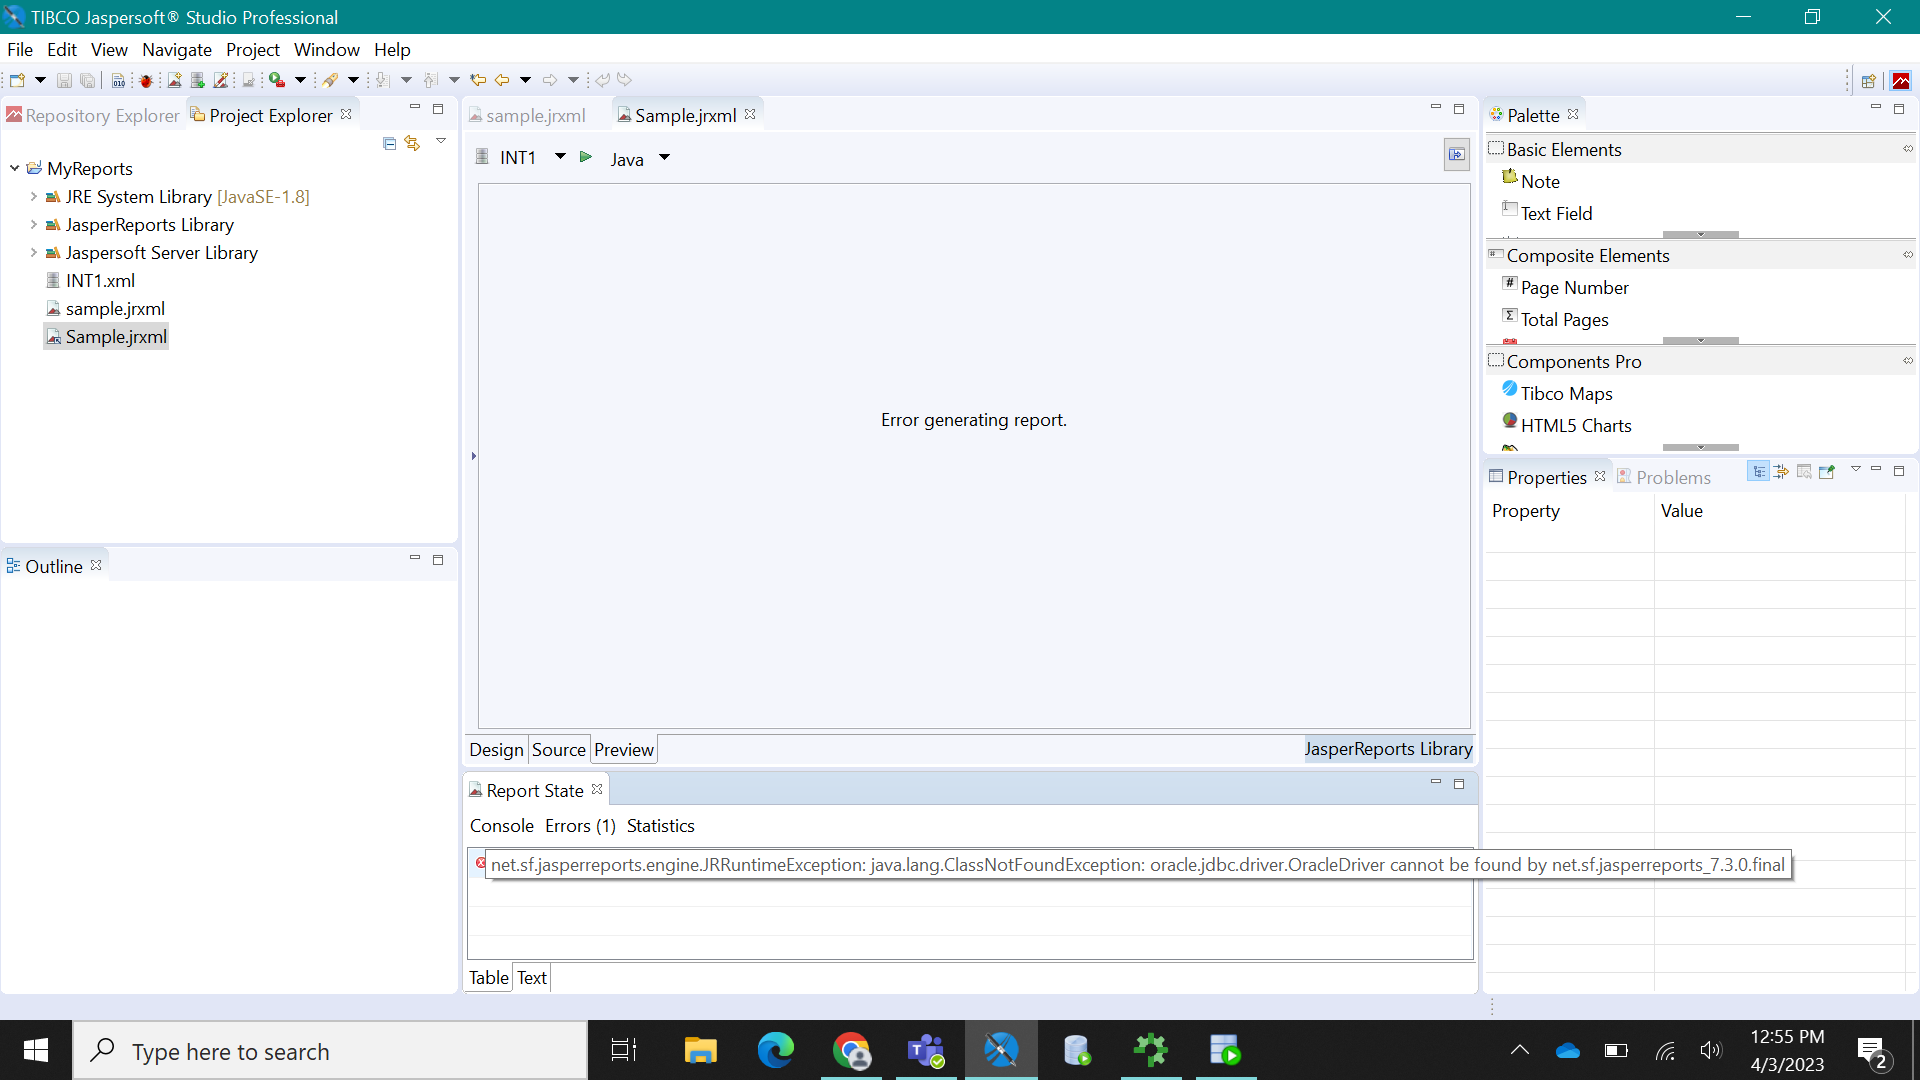 TIBCO Jaspersoft® Studio Professional
File Edit View Navigate Project Window Help
Repository Explorer
Project Explorer
MyReports
JRE System Library [JavaSE-1.8]
JasperReports Library
Jaspersoft Server Library
INT1.xml
sample.jrxml
Sample.jrxml
Outline
sample.jrxml
Sample.jrxml
INT1
Java
Error generating report.
Design Source Preview
JasperReports Library
Report State
Console Errors (1) Statistics
net.sf.jasperreports.engine.JRRuntimeException: java.lang.ClassNotFoundException: oracle.jdbc.driver.OracleDriver cannot be found by net.sf.jasperreports_7.3.0.final
Table Text
Palette
Basic Elements
Note
Text Field
Composite Elements
# Page Number
Σ Total Pages
Components Pro
Tibco Maps
HTML5 Charts
Properties
Problems
Property Value
Type here to search
12:55 PM
4/3/2023
2